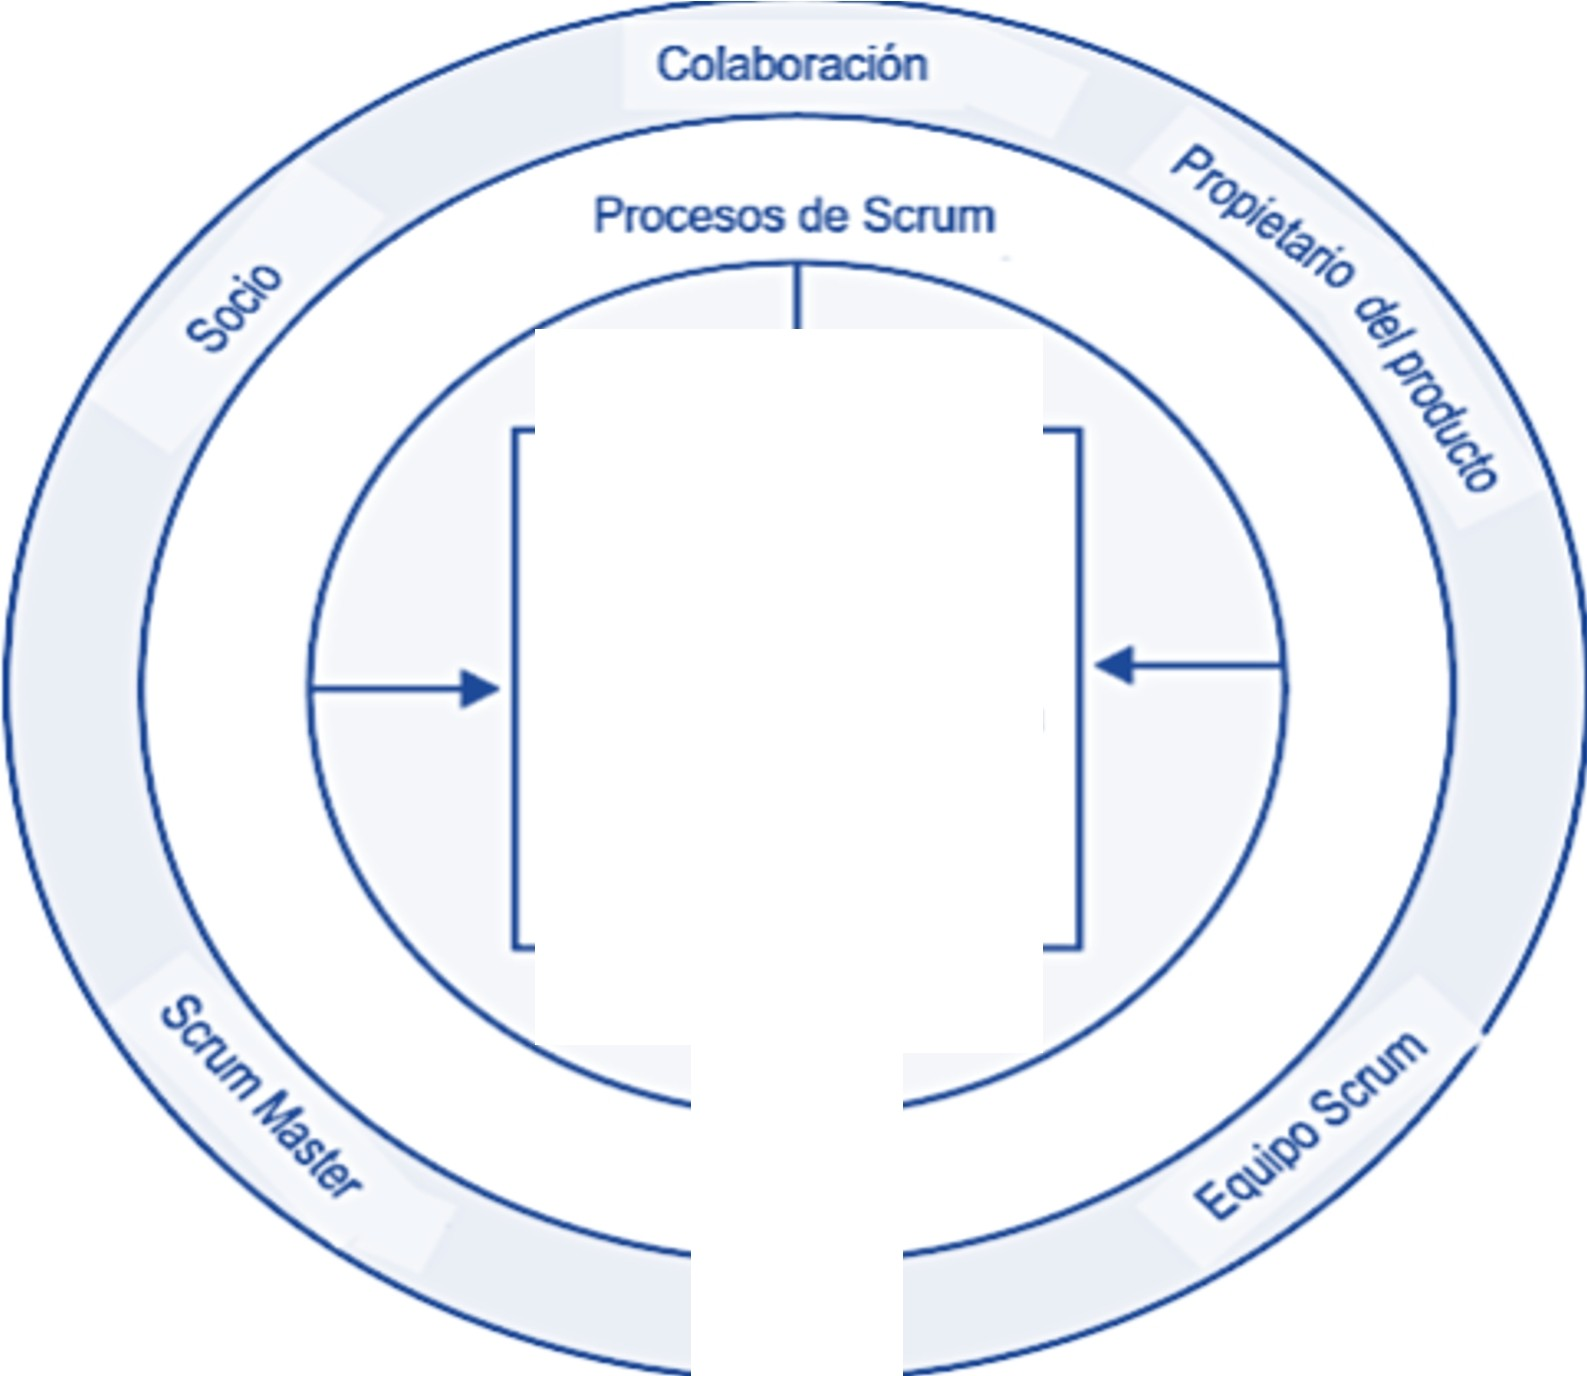 Colaboración
Procesos de Scrum
Propietario del producto
Socio
Scrum Master
Equipo Scrum